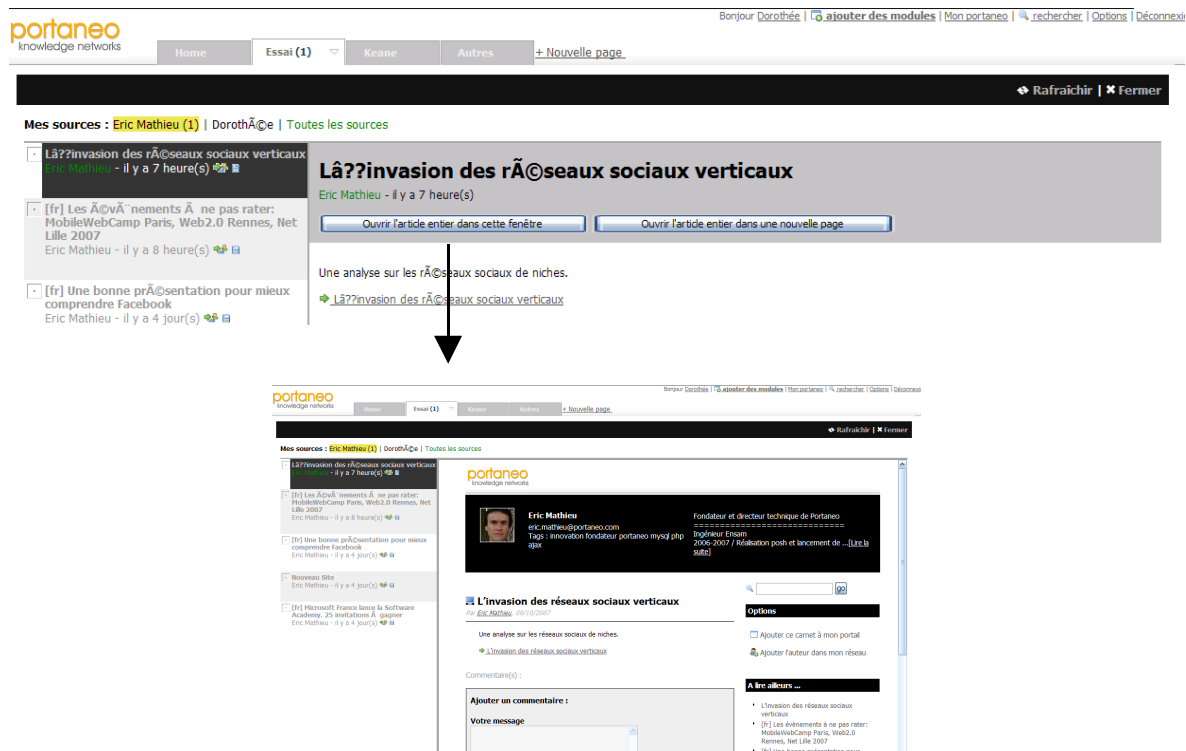 Bonjour Dorothée | ajouter des modules | Mon portaneo | rechercher | Options | Déconnexi
portaneo
knowledge networks
Home Essai (1) Keane Autres + Nouvelle page
Rafraîchir | Fermer
Mes sources : Eric Mathieu (1) | DorothÃ©e | Toutes les sources
Lâ??invasion des rÃ©seaux sociaux verticaux
Eric Mathieu - il y a 7 heure(s)
[fr] Les Ã©vÃ¨nements Ã ne pas rater:
MobileWebCamp Paris, Web2.0 Rennes, Net
Lille 2007
Eric Mathieu - il y a 8 heure(s)
[fr] Une bonne prÃ©sentation pour mieux
comprendre Facebook
Eric Mathieu - il y a 4 jour(s)
Lâ??invasion des rÃ©seaux sociaux verticaux
Eric Mathieu - il y a 7 heure(s)
Ouvrir l'article entier dans cette fenêtre Ouvrir l'article entier dans une nouvelle page
Une analyse sur les rÃ©seaux sociaux de niches.
Lâ??invasion des rÃ©seaux sociaux verticaux
Bonjour Dorothée | ajouter des modules | Mon portaneo | rechercher | Options | Déconnexi
portaneo
knowledge networks
Home Essai (1) Keane Autres + Nouvelle page
Rafraîchir | Fermer
Mes sources : Eric Mathieu (1) | DorothÃ©e | Toutes les sources
Lâ??invasion des rÃ©seaux sociaux verticaux
Eric Mathieu - il y a 7 heure(s)
[fr] Les Ã©vÃ¨nements Ã ne pas rater:
MobileWebCamp Paris, Web2.0 Rennes, Net
Lille 2007
Eric Mathieu - il y a 8 heure(s)
[fr] Une bonne prÃ©sentation pour mieux
comprendre Facebook
Eric Mathieu - il y a 4 jour(s)
Nouveau Site
Eric Mathieu - il y a 4 jour(s)
[fr] Microsoft France lance la Software
Academy. 25 invitations Ã gagner
Eric Mathieu - il y a 4 jour(s)
portaneo
knowledge networks
Eric Mathieu
eric.mathieu@portaneo.com
Tags : innovation fondateur portaneo mysql php
ajax
Fondateur et directeur technique de Portaneo
==============================
Ingénieur Ensam
2006-2007 / Réalisation posh et lancement de ...[Lire la
suite]
L'invasion des réseaux sociaux verticaux
Par Eric Mathieu, 09/10/2007
Une analyse sur les réseaux sociaux de niches.
L'invasion des réseaux sociaux verticaux
Commentaire(s) :
Ajouter un commentaire :
Votre message
go
Options
Ajouter ce carnet à mon portail
Ajouter l'auteur dans mon réseau
A lire ailleurs ...
L'invasion des réseaux sociaux
verticaux
[fr] Les évènements à ne pas rater:
MobileWebCamp Paris, Web2.0
Rennes, Net Lille 2007